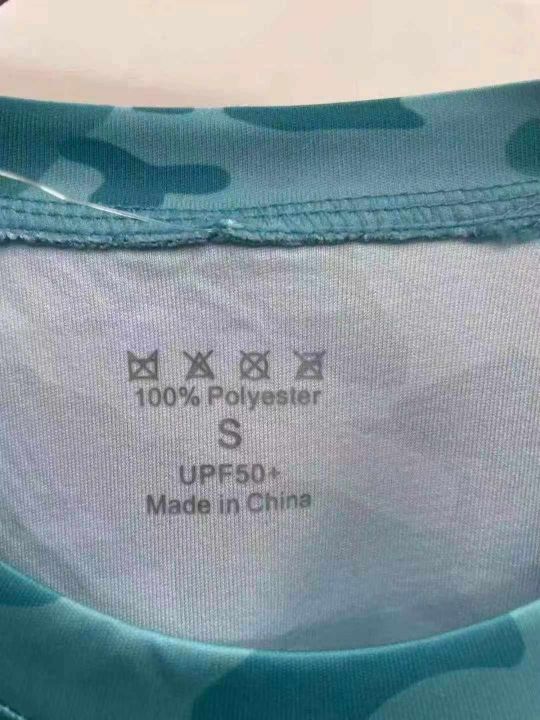 100% Polyester
S
UPF50+
Made in China